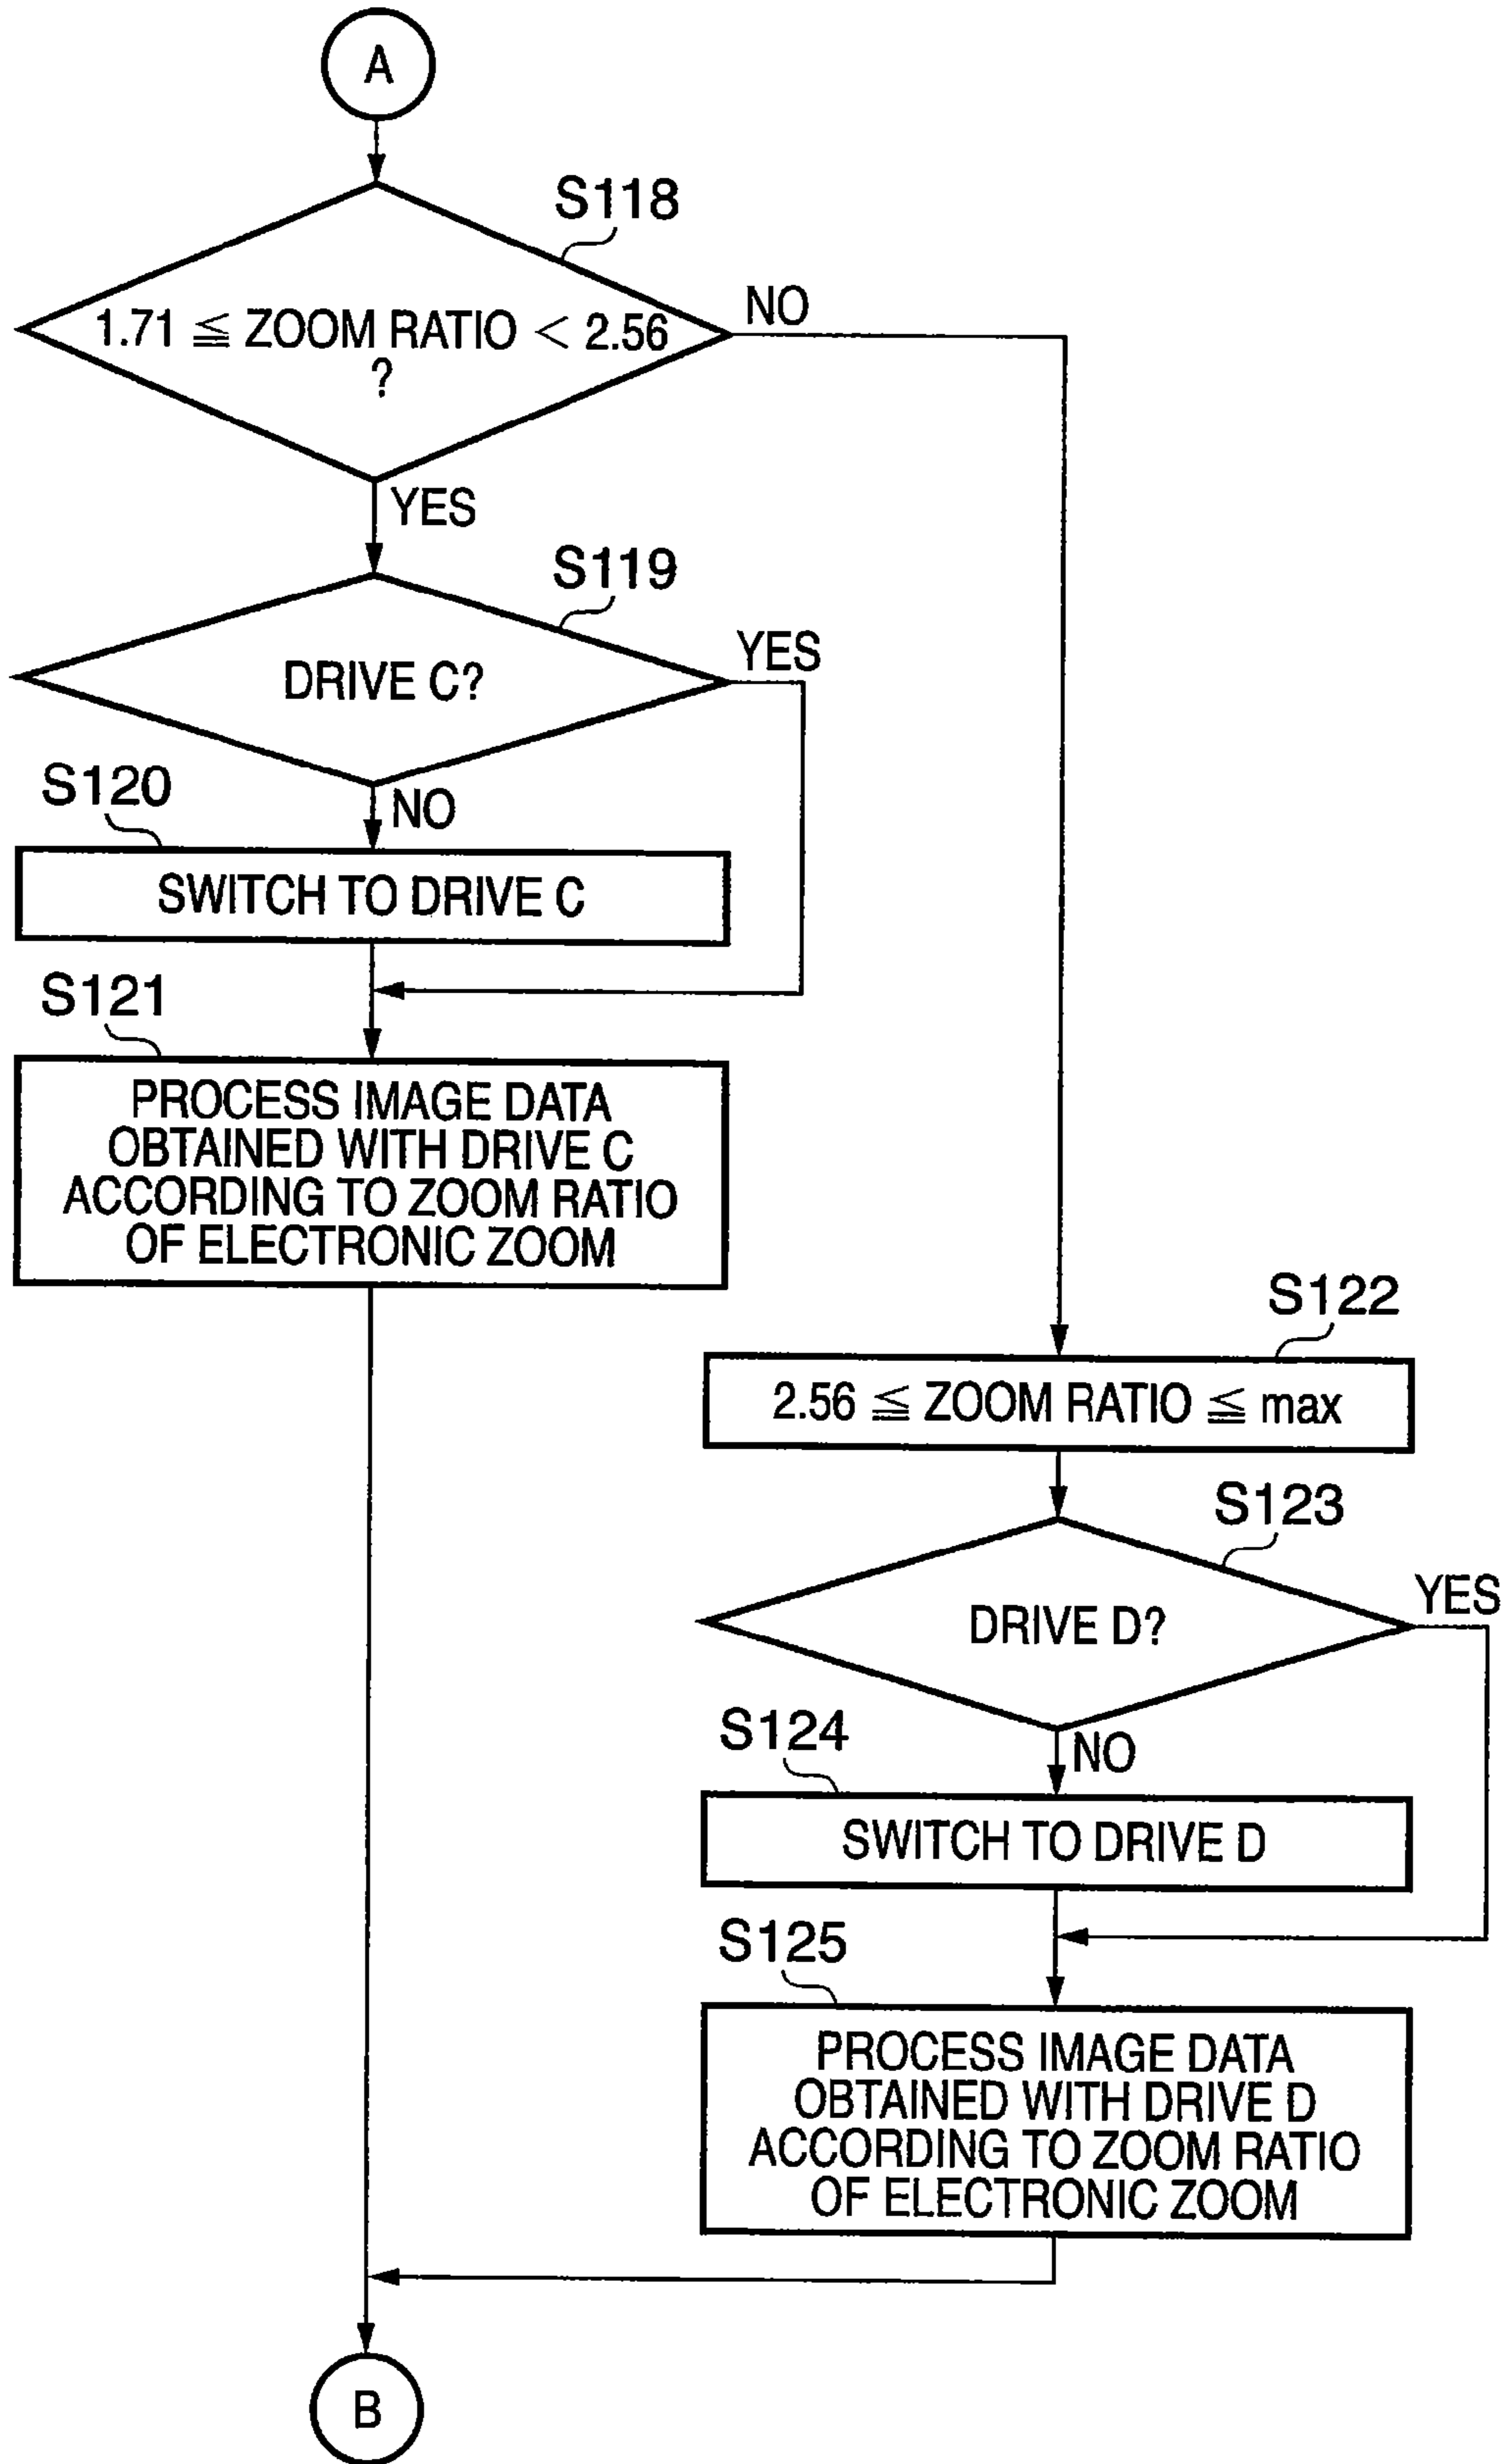 A
S118
1.71 ≦ ZOOM RATIO < 2.56
?
NO
YES
S119
DRIVE C?
YES
NO
S120
SWITCH TO DRIVE C
S121
PROCESS IMAGE DATA
OBTAINED WITH DRIVE C
ACCORDING TO ZOOM RATIO
OF ELECTRONIC ZOOM
S122
2.56 ≦ ZOOM RATIO ≦ max
S123
DRIVE D?
YES
NO
S124
SWITCH TO DRIVE D
S125
PROCESS IMAGE DATA
OBTAINED WITH DRIVE D
ACCORDING TO ZOOM RATIO
OF ELECTRONIC ZOOM
B